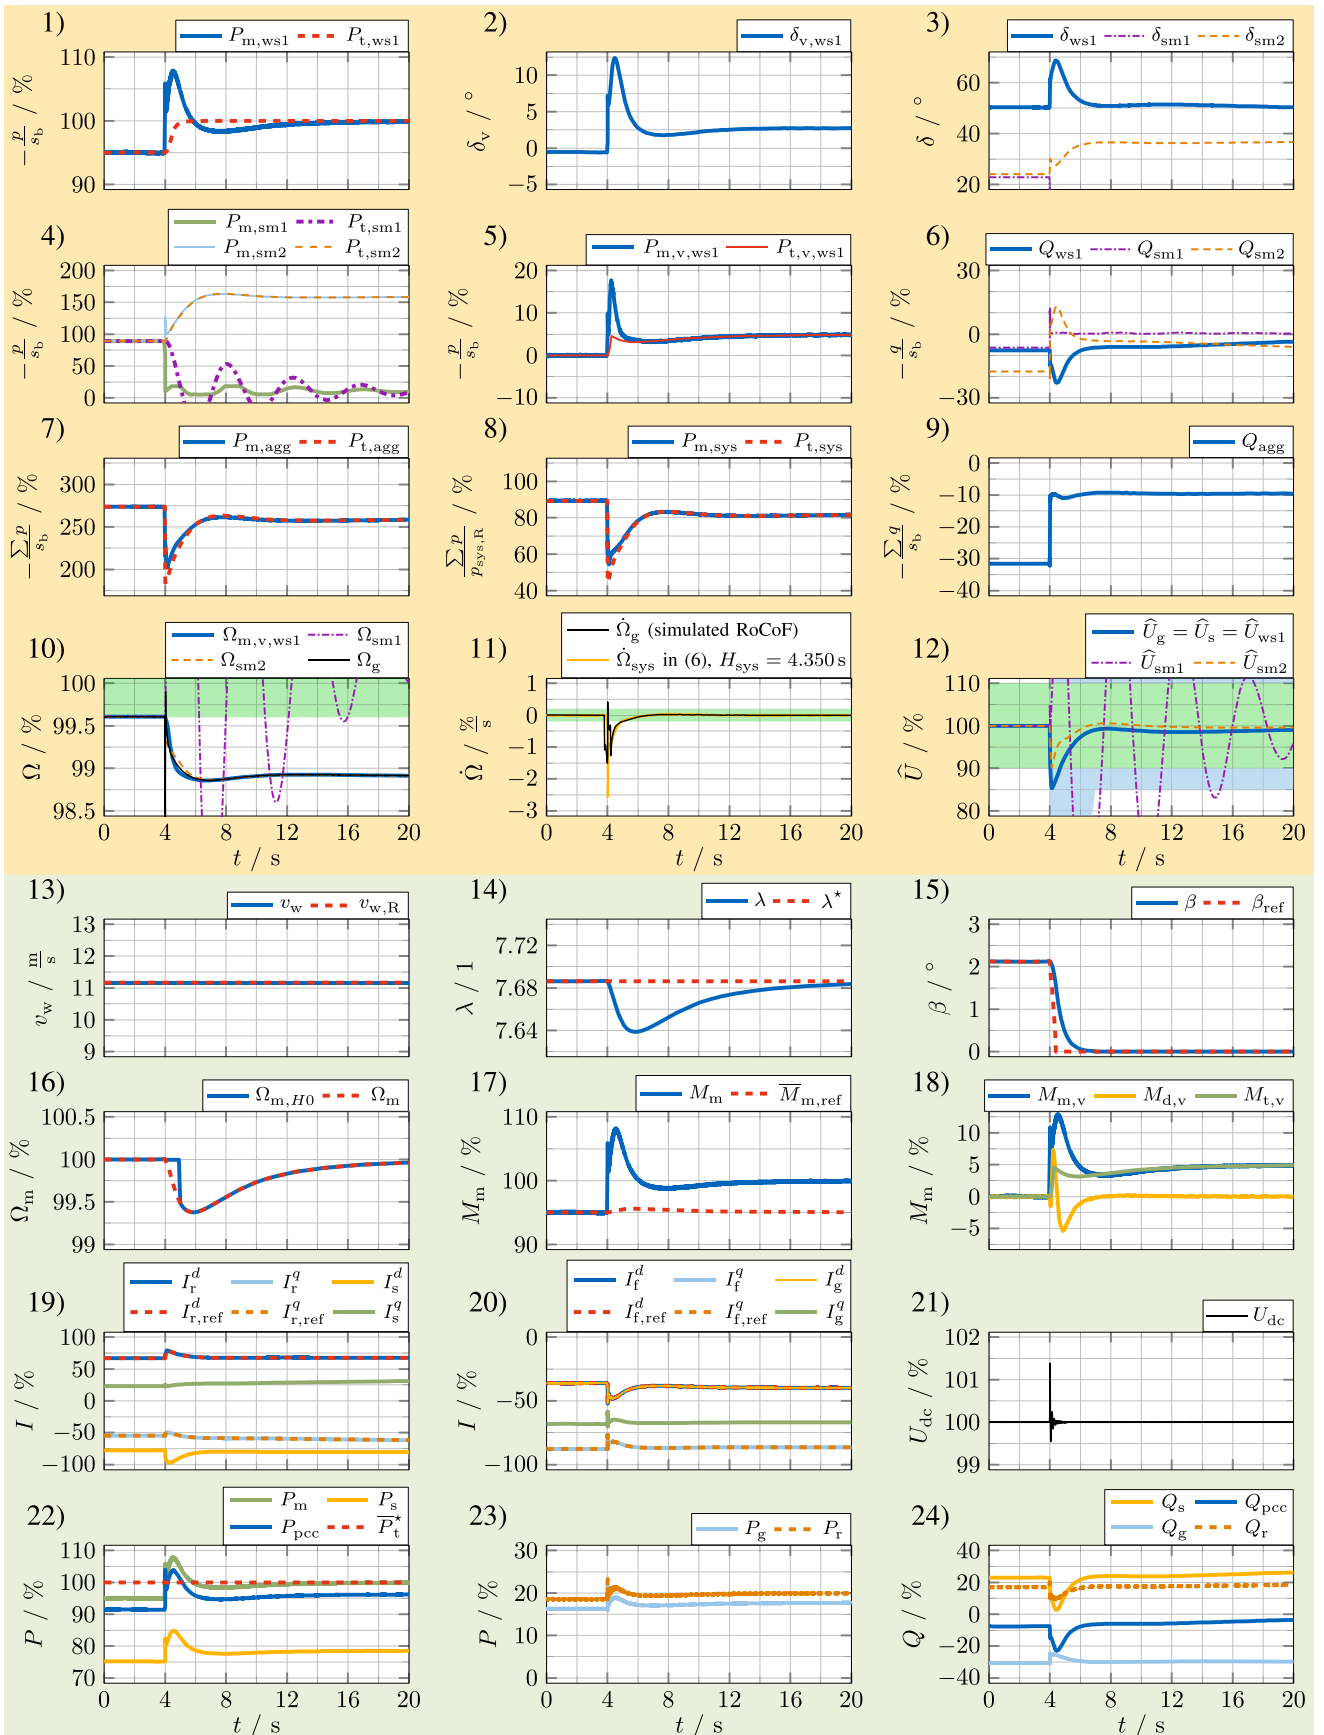 1) P_m,ws1 P_t,ws1
110
100
90
−p/s_b / %
2) δ_v,ws1
10
5
0
−5
δ_v / °
3) δ_ws1 δ_sm1 δ_sm2
60
40
20
δ / °
4) P_m,sm1 P_t,sm1
P_m,sm2 P_t,sm2
200
150
100
50
0
−p/s_b / %
5) P_m,v,ws1 P_t,v,ws1
20
10
0
−10
−p/s_b / %
6) Q_ws1 Q_sm1 Q_sm2
30
0
−30
−q/s_b / %
7) P_m,agg P_t,agg
300
250
200
−∑p/s_b / %
8) P_m,sys P_t,sys
100
80
60
40
∑p/p_sys,R / %
9) Q_agg
0
−10
−20
−30
−40
−∑q/s_b / %
10) Ω_m,v,ws1 Ω_sm1
Ω_sm2 Ω_g
100
99.5
99
98.5
Ω / %
0 4 8 12 16 20
t / s
11) Ω̇_g (simulated RoCoF)
Ω̇_sys in (6), H_sys = 4.350 s
1
0
−1
−2
−3
Ω̇ / %/s
0 4 8 12 16 20
t / s
12) Û_g = Û_s = Û_ws1
Û_sm1 Û_sm2
110
100
90
80
Û / %
0 4 8 12 16 20
t / s
13) v_w v_w,R
13
12
11
10
9
v_w / m/s
14) λ λ*
7.72
7.68
7.64
λ / 1
15) β β_ref
3
2
1
0
β / °
16) Ω_m,H0 Ω_m
100.5
100
99.5
99
Ω_m / %
17) M_m M̅_m,ref
110
100
90
M_m / %
18) M_m,v M_d,v M_t,v
10
5
0
−5
M_m / %
19) I_r^d I_r^q I_s^d
I_r,ref^d I_r,ref^q I_s^q
100
50
0
−50
−100
I / %
20) I_f^d I_f^q I_g^d
I_f,ref^d I_f,ref^q I_g^q
0
−50
−100
I / %
21) U_dc
102
101
100
99
U_dc / %
22) P_m P_s
P_pcc P̅_t*
110
100
90
80
70
P / %
0 4 8 12 16 20
t / s
23) P_g P_r
30
20
10
0
P / %
0 4 8 12 16 20
t / s
24) Q_s Q_pcc
Q_g Q_r
40
20
0
−20
−40
Q / %
0 4 8 12 16 20
t / s